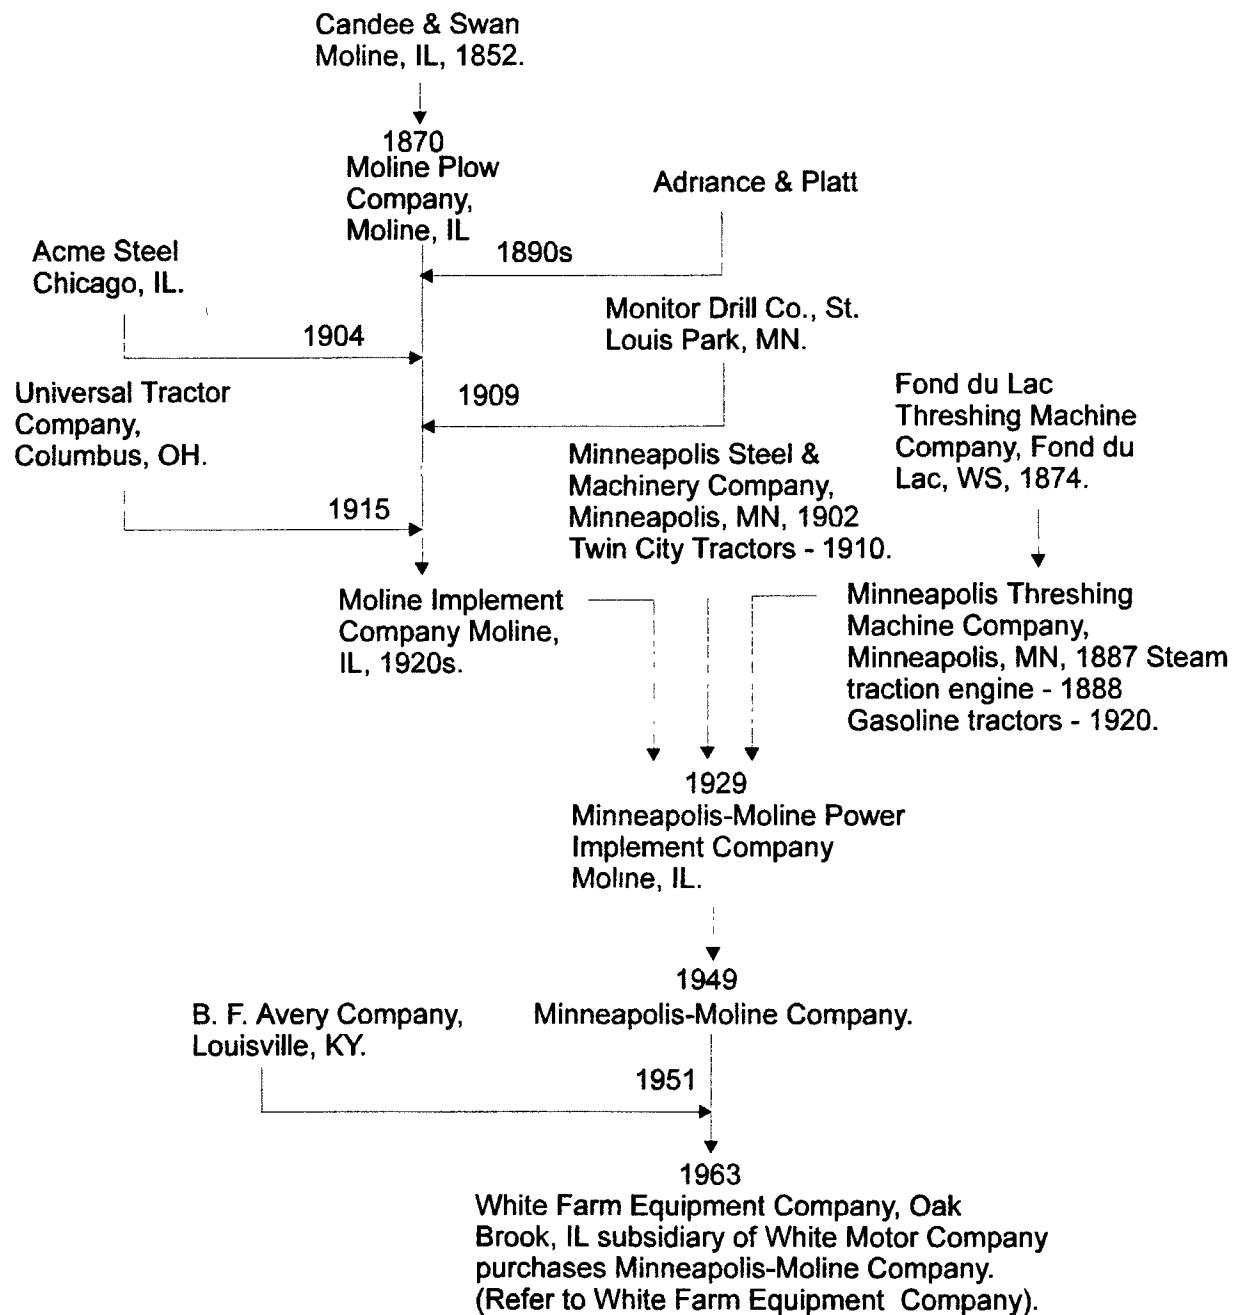 Candee & Swan
Moline, IL, 1852.
1870
Moline Plow
Company,
Moline, IL
Adriance & Platt
1890s
Acme Steel
Chicago, IL.
1904
Monitor Drill Co., St.
Louis Park, MN.
1909
Universal Tractor
Company,
Columbus, OH.
1915
Fond du Lac
Threshing Machine
Company, Fond du
Lac, WS, 1874.
Minneapolis Steel &
Machinery Company,
Minneapolis, MN, 1902
Twin City Tractors - 1910.
Moline Implement
Company Moline,
IL, 1920s.
Minneapolis Threshing
Machine Company,
Minneapolis, MN, 1887 Steam
traction engine - 1888
Gasoline tractors - 1920.
1929
Minneapolis-Moline Power
Implement Company
Moline, IL.
1949
Minneapolis-Moline Company.
B. F. Avery Company,
Louisville, KY.
1951
1963
White Farm Equipment Company, Oak
Brook, IL subsidiary of White Motor Company
purchases Minneapolis-Moline Company.
(Refer to White Farm Equipment Company).